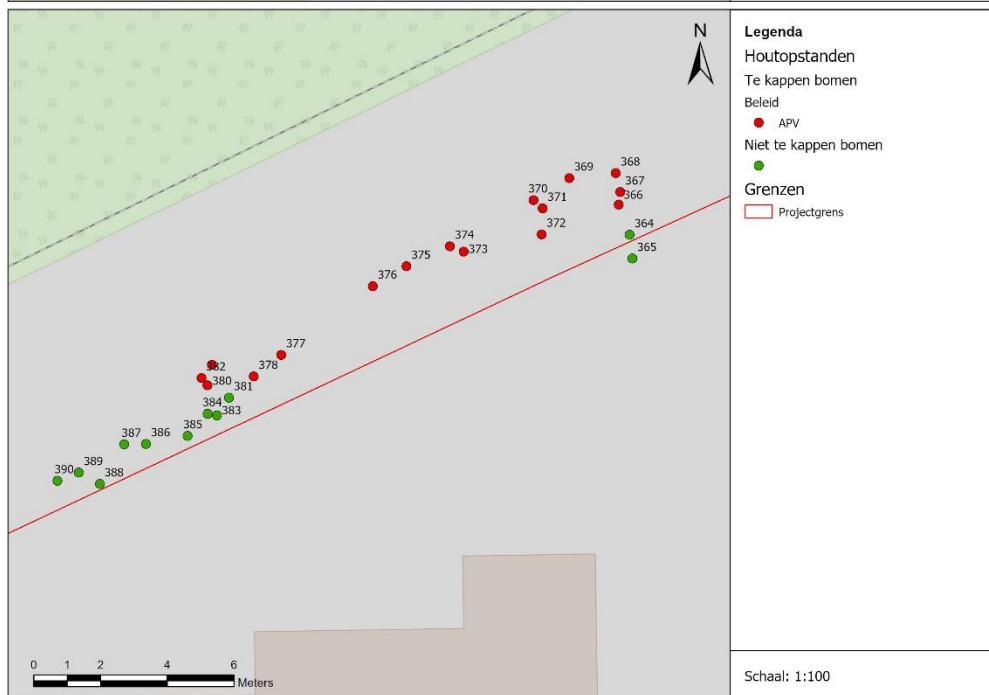 N
368
369
367
370
371
366
372
364
374
373
365
375
376
377
382
378
380
381
384
383
385
387
386
389
390
388
0 1 2 4 6
Meters
Legenda
Houtopstanden
Te kappen bomen
Beleid
APV
Niet te kappen bomen
Grenzen
Projectgrens
Schaal: 1:100